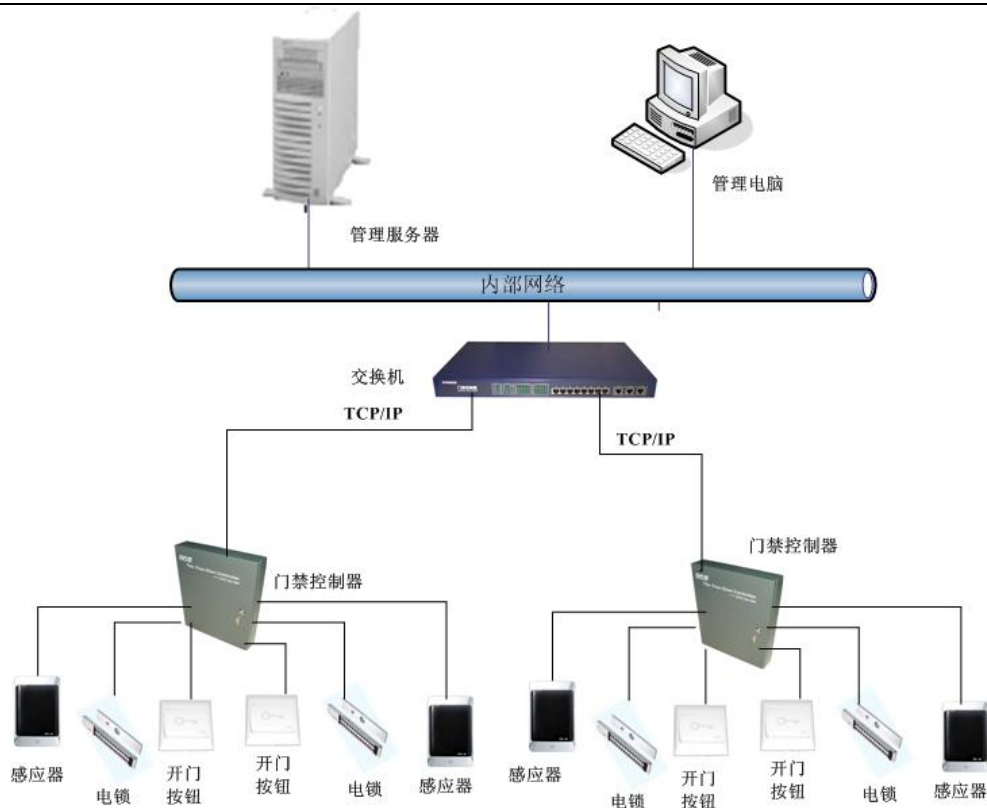 管理服务器
管理电脑
内部网络
交换机
TCP/IP
TCP/IP
门禁控制器
门禁控制器
感应器
电锁
开门
按钮
开门
按钮
电锁
感应器
感应器
电锁
开门
按钮
开门
按钮
电锁
感应器